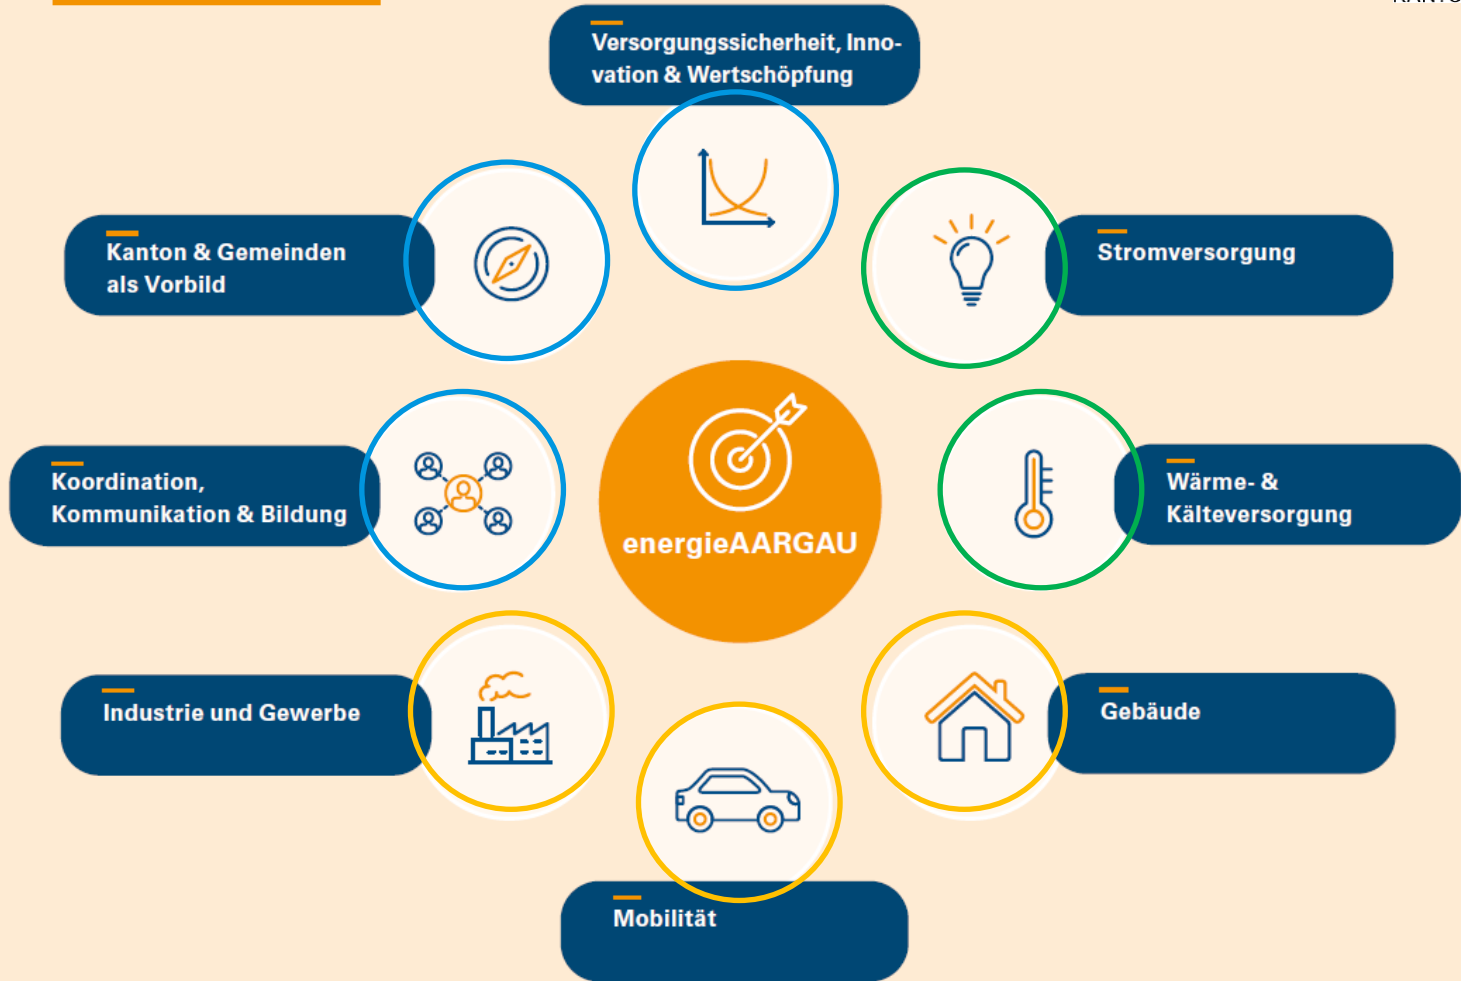 Versorgungssicherheit, Inno-
vation & Wertschöpfung
Kanton & Gemeinden
als Vorbild
Stromversorgung
Koordination,
Kommunikation & Bildung
energieAARGAU
Wärme- &
Kälteversorgung
Industrie und Gewerbe
Gebäude
Mobilität